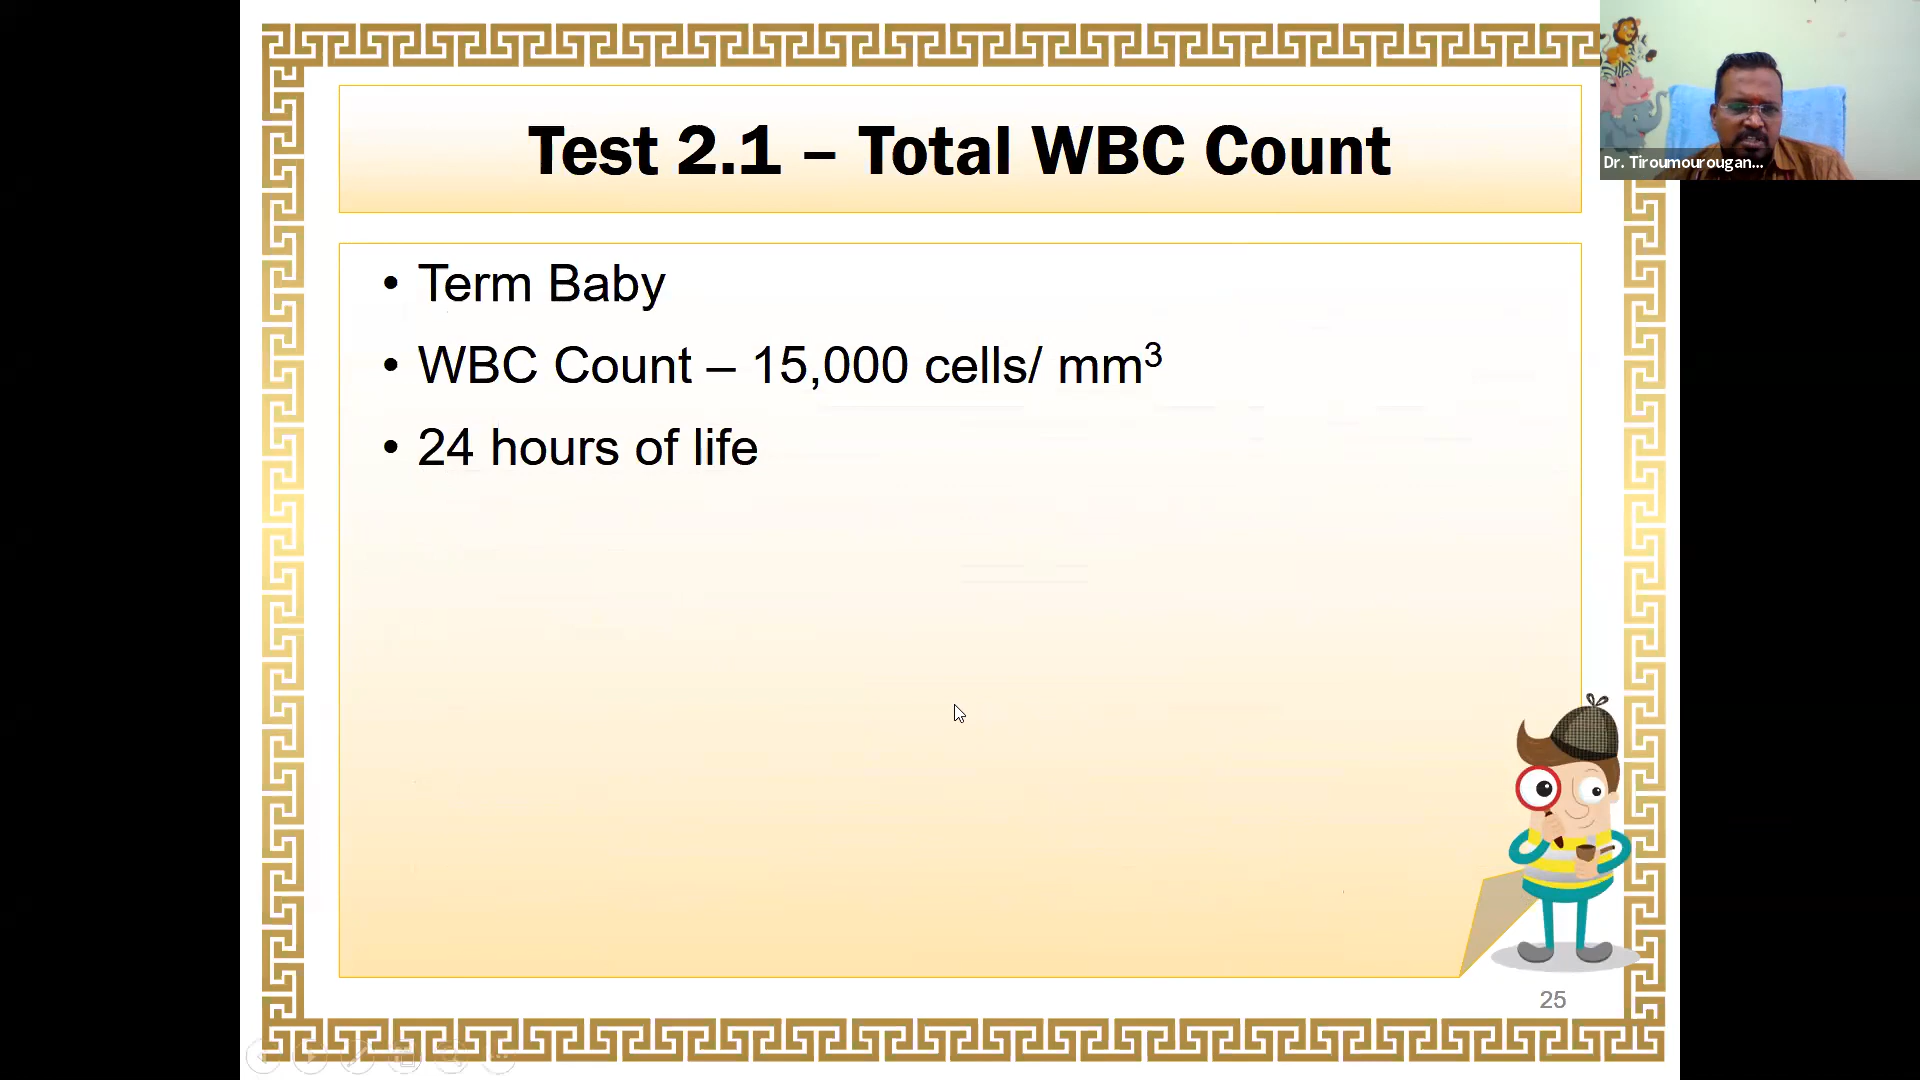 Test 2.1 – Total WBC Count
Dr. Tiroumourougan...
• Term Baby
• WBC Count – 15,000 cells/ mm³
• 24 hours of life
25